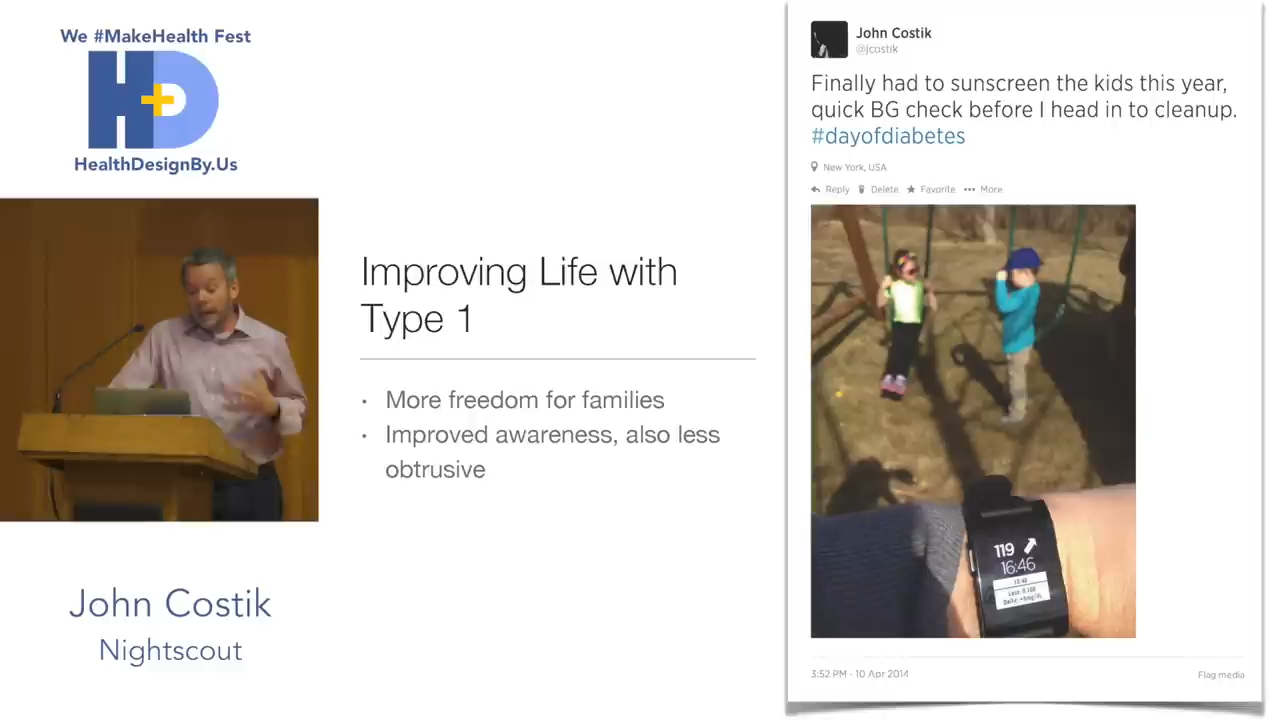 We #MakeHealth Fest
HD
HealthDesignBy.Us
John Costik
Nightscout
Improving Life with
Type 1
• More freedom for families
• Improved awareness, also less
obtrusive
John Costik
@jcostik
Finally had to sunscreen the kids this year,
quick BG check before I head in to cleanup.
#dayofdiabetes
New York, USA
Reply Delete Favorite ••• More
119
16:46
3:52 PM - 10 Apr 2014
Flag media